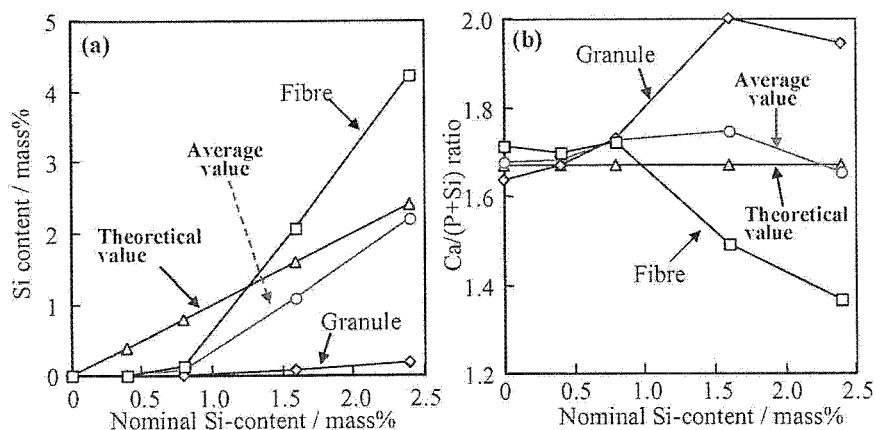 (a)
Si content / mass%
5
4
3
2
1
0
0
0.5
1.0
1.5
2.0
2.5
Nominal Si-content / mass%
Fibre
Average
value
Theoretical
value
Granule
(b)
Ca/(P+Si) ratio
2.0
1.8
1.6
1.4
1.2
0
0.5
1.0
1.5
2.0
2.5
Nominal Si-content / mass%
Granule
Average
value
Theoretical
value
Fibre